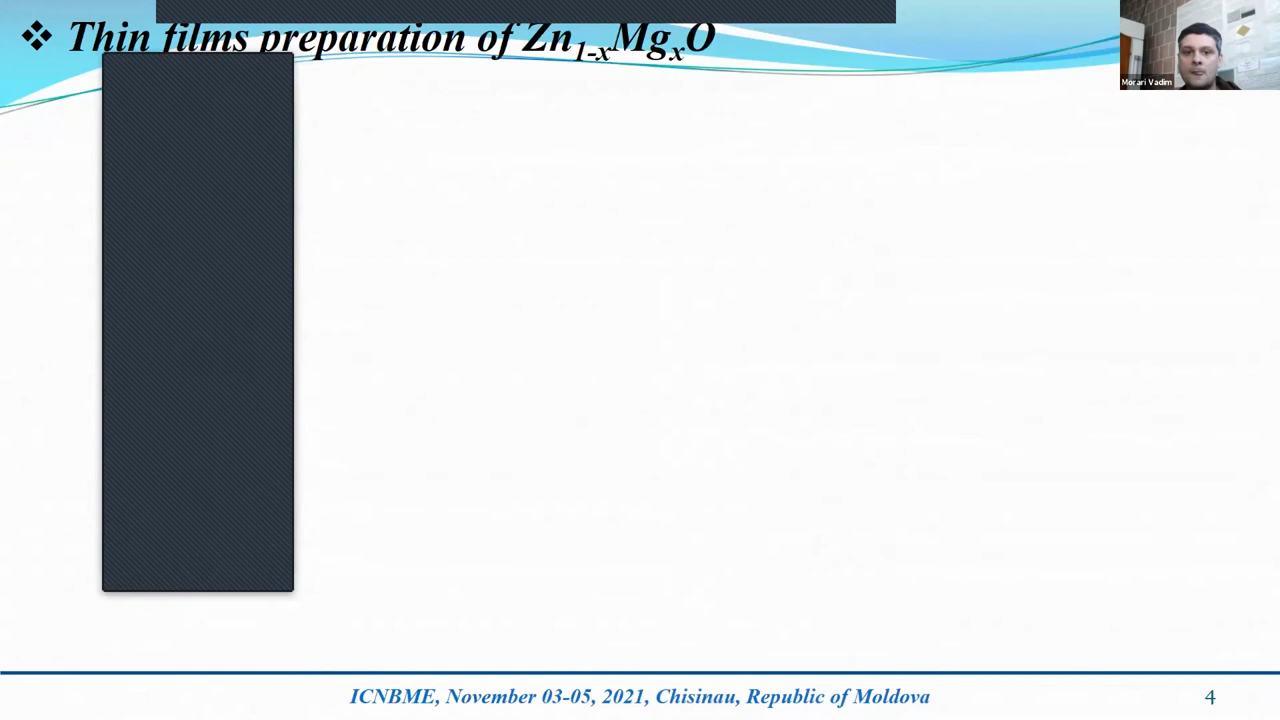 ❖ Thin films preparation of Zn1-xMgxO
Morari Vadim
ICNBME, November 03-05, 2021, Chisinau, Republic of Moldova
4